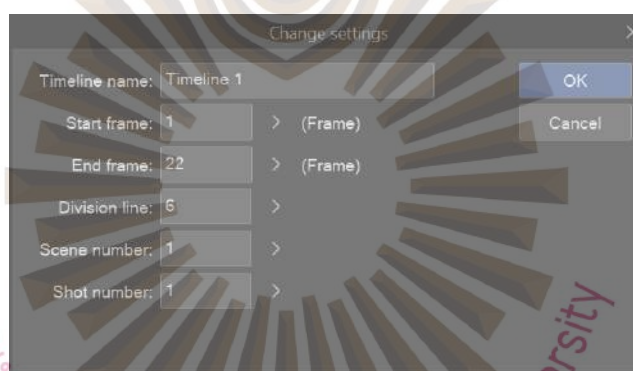 Change settings
Timeline name: Timeline 1
OK
Start frame: 1 > (Frame)
Cancel
End frame: 22 > (Frame)
Division line: 6 >
Scene number: 1 >
Shot number: 1 >